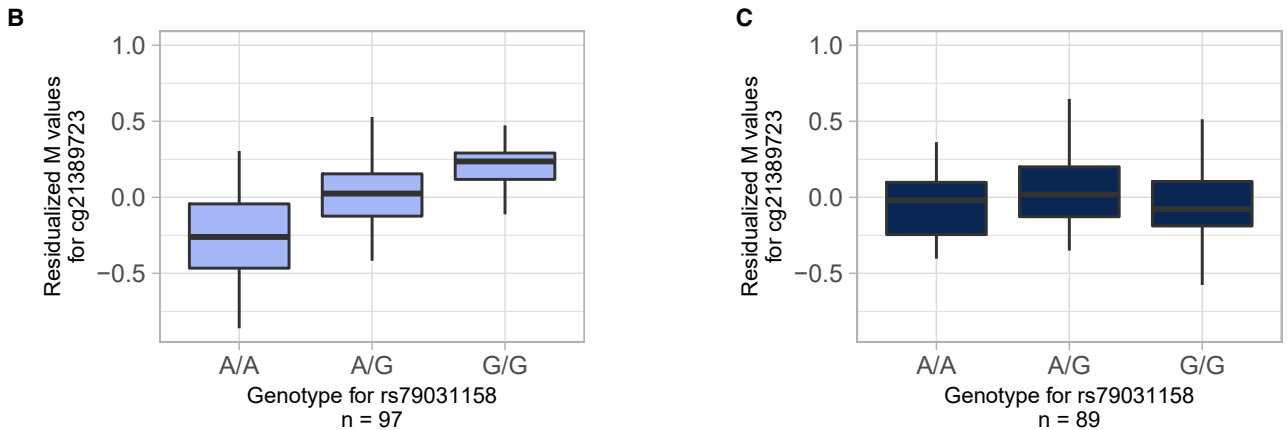 B
1.0
0.5
0.0
−0.5
Residualized M values
for cg21389723
A/A A/G G/G
Genotype for rs79031158
n = 97
C
1.0
0.5
0.0
−0.5
Residualized M values
for cg21389723
A/A A/G G/G
Genotype for rs79031158
n = 89